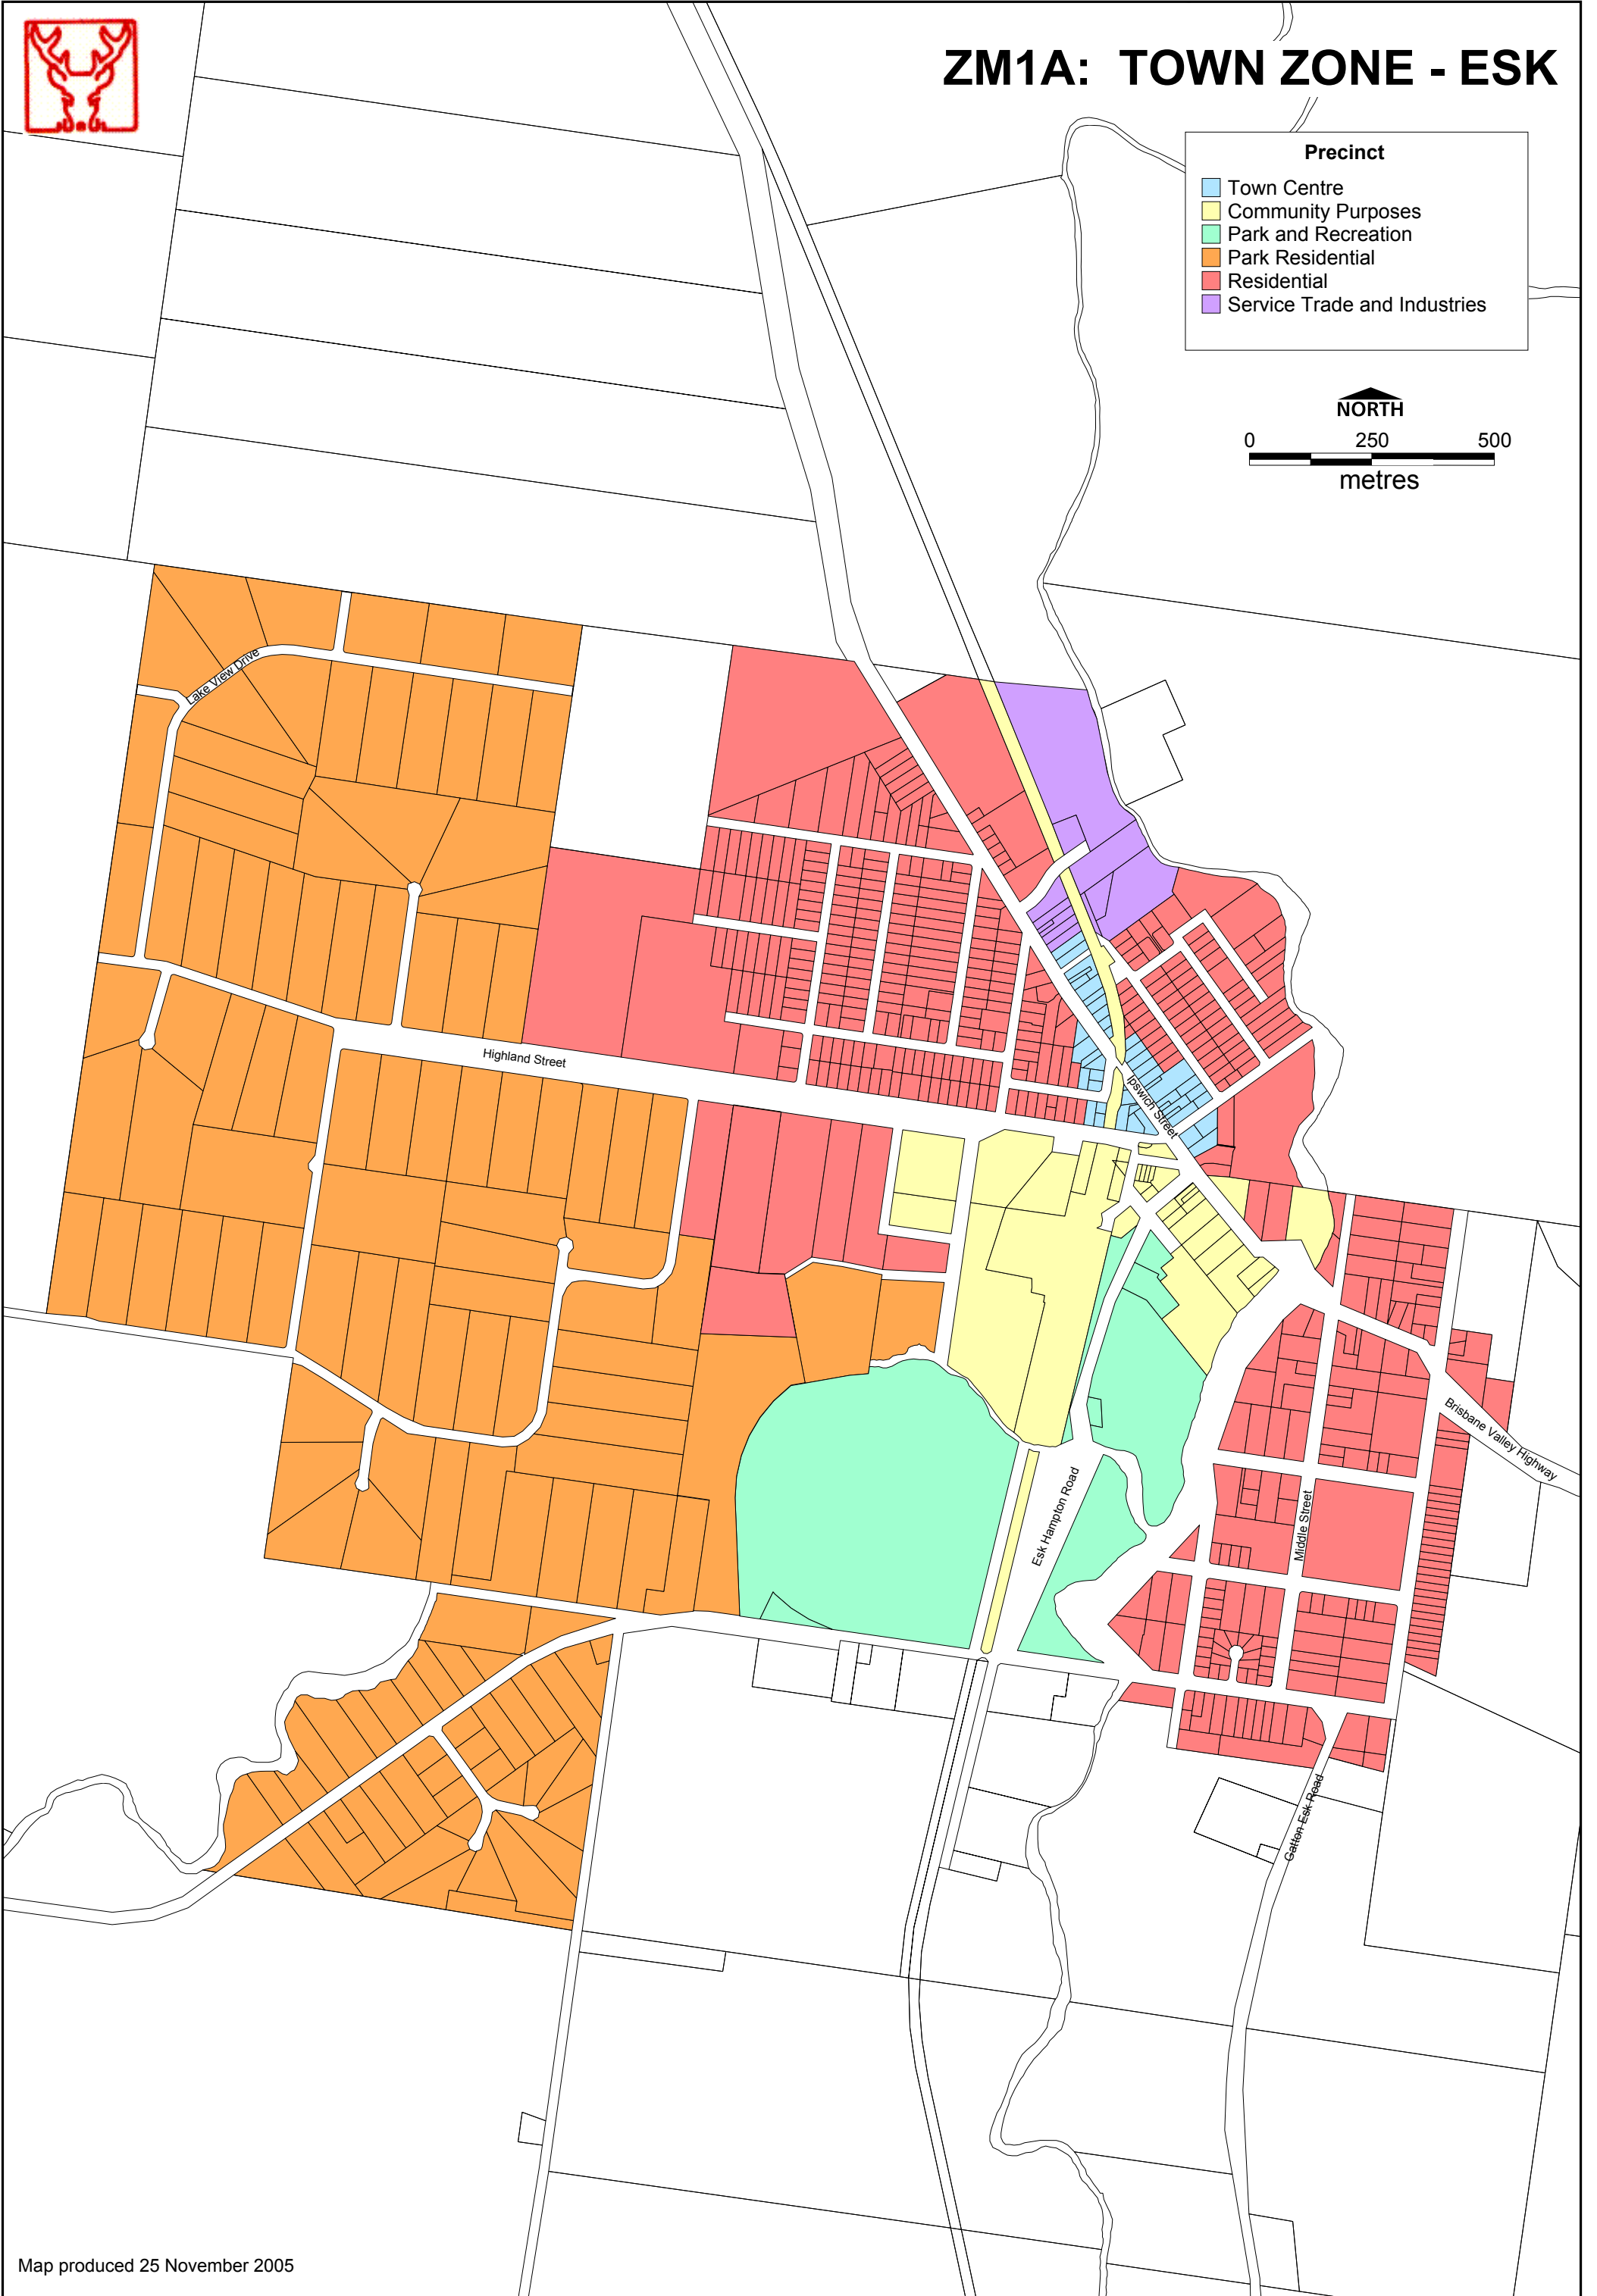 ZM1A: TOWN ZONE - ESK
Precinct
Town Centre
Community Purposes
Park and Recreation
Park Residential
Residential
Service Trade and Industries
NORTH
0 250 500
metres
Lake View Drive
Highland Street
Ipswich Street
Brisbane Valley Highway
Esk Hampton Road
Middle Street
Gatton Esk Road
Map produced 25 November 2005